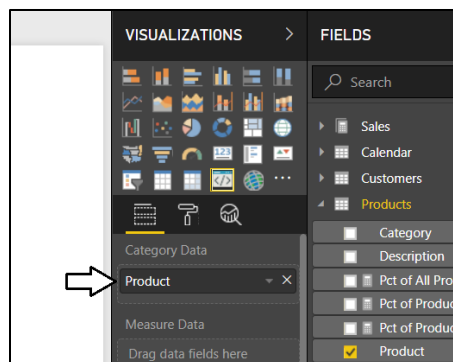 VISUALIZATIONS
FIELDS
Search
Sales
Calendar
Customers
Products
Category
Description
Pct of All Pro
Pct of Produc
Pct of Produc
Product
123
Category Data
Product
Measure Data
Drag data fields here